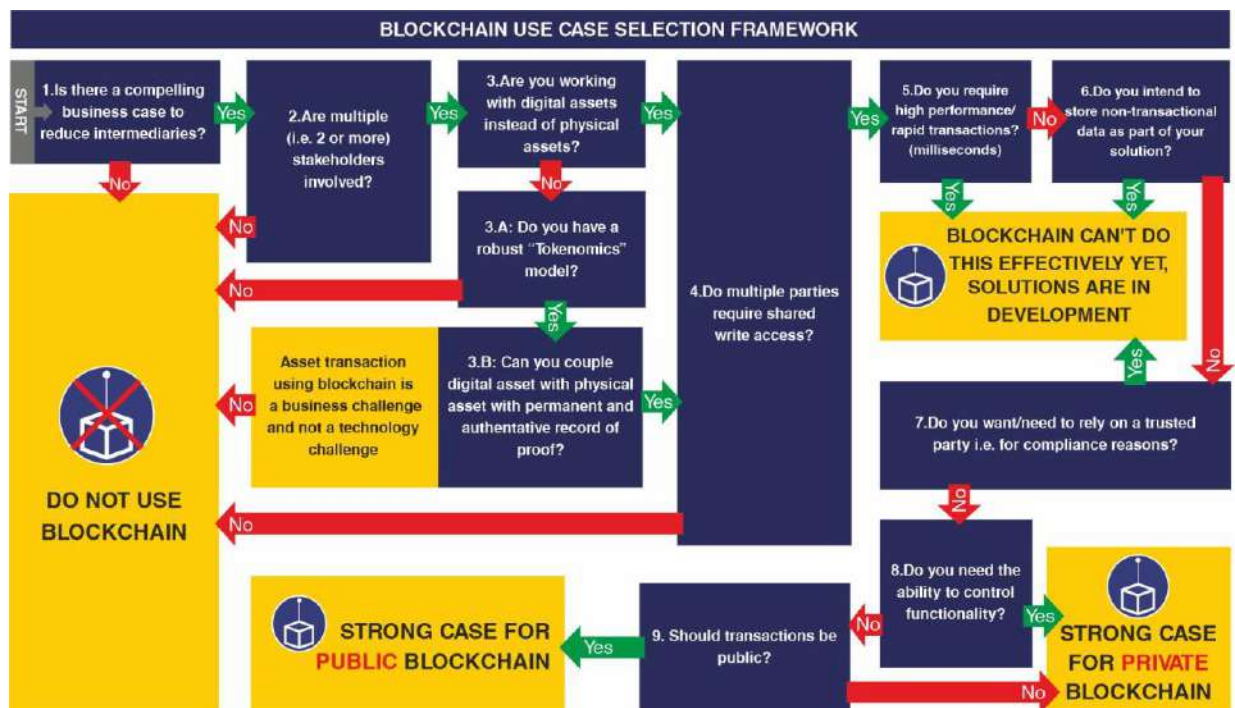 BLOCKCHAIN USE CASE SELECTION FRAMEWORK
START
1.Is there a compelling
business case to
reduce intermediaries?
Yes
No
2.Are multiple
(i.e. 2 or more)
stakeholders
involved?
Yes
No
3.Are you working
with digital assets
instead of physical
assets?
Yes
No
3.A: Do you have a
robust “Tokenomics”
model?
No
Yes
Asset transaction
using blockchain is
a business challenge
and not a technology
challenge
3.B: Can you couple
digital asset with physical
asset with permanent and
authentative record of
proof?
No
Yes
4.Do multiple parties
require shared
write access?
Yes
No
5.Do you require
high performance/
rapid transactions?
(milliseconds)
No
Yes
6.Do you intend to
store non-transactional
data as part of your
solution?
Yes
No
BLOCKCHAIN CAN'T DO
THIS EFFECTIVELY YET,
SOLUTIONS ARE IN
DEVELOPMENT
7.Do you want/need to rely on a trusted
party i.e. for compliance reasons?
Yes
No
8.Do you need the
ability to control
functionality?
Yes
No
9. Should transactions be
public?
Yes
No
DO NOT USE
BLOCKCHAIN
STRONG CASE FOR
PUBLIC BLOCKCHAIN
STRONG CASE
FOR PRIVATE
BLOCKCHAIN